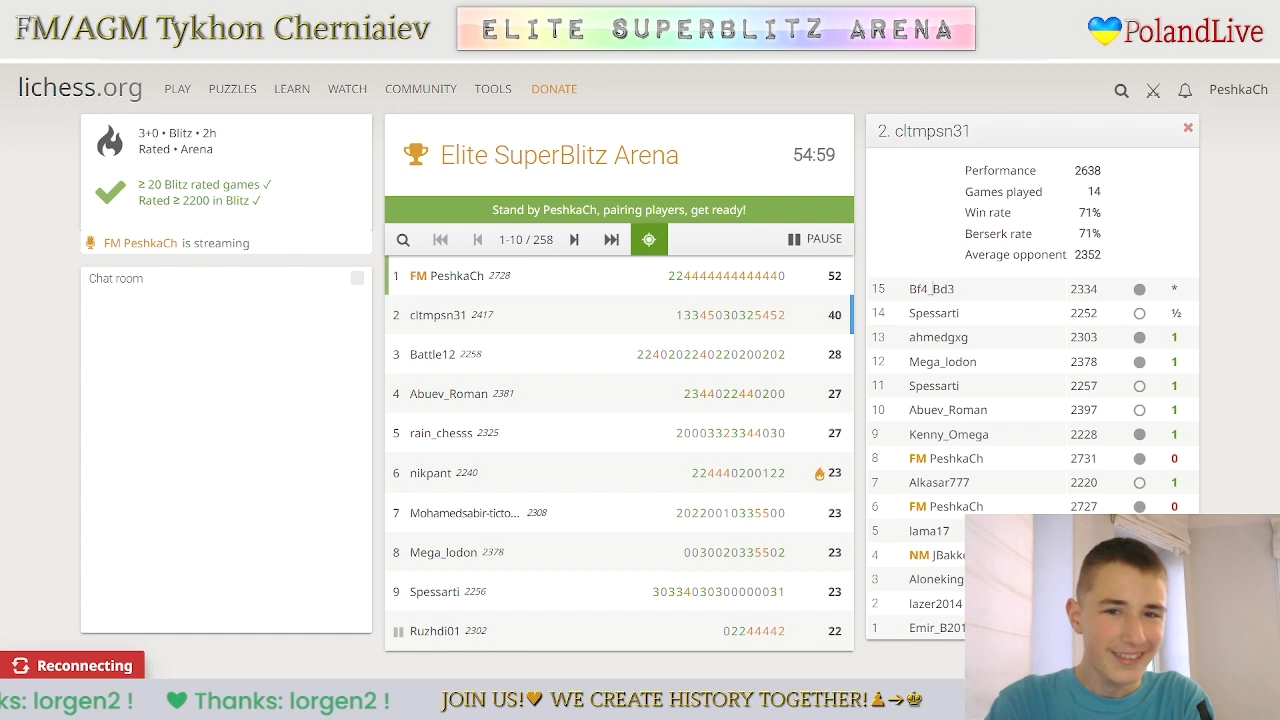 FM/AGM Tykhon Cherniaiev
ELITE SUPERBLITZ ARENA
PolandLive
lichess.org PLAY PUZZLES LEARN WATCH COMMUNITY TOOLS DONATE PeshkaCh
3+0 • Blitz • 2h
Rated • Arena
≥ 20 Blitz rated games ✓
Rated ≥ 2200 in Blitz ✓
FM PeshkaCh is streaming
Chat room
Elite SuperBlitz Arena 54:59
Stand by PeshkaCh, pairing players, get ready!
1-10 / 258 PAUSE
1 FM PeshkaCh 2728 224444444444440 52
2 cltmpsn31 2417 13345030325452 40
3 Battle12 2258 2240202240220200202 28
4 Abuev_Roman 2381 2344022440200 27
5 rain_chesss 2325 20003323344030 27
6 nikpant 2240 224440200122 23
7 Mohamedsabir-ticto... 2308 20220010335500 23
8 Mega_lodon 2378 0030020335502 23
9 Spessarti 2256 30334030300000031 23
Ruzhdi01 2302 02244442 22
2. cltmpsn31
Performance 2638
Games played 14
Win rate 71%
Berserk rate 71%
Average opponent 2352
15 Bf4_Bd3 2334 *
14 Spessarti 2252 ½
13 ahmedgxg 2303 1
12 Mega_lodon 2378 1
11 Spessarti 2257 1
10 Abuev_Roman 2397 1
9 Kenny_Omega 2228 1
8 FM PeshkaCh 2731 0
7 Alkasar777 2220 1
6 FM PeshkaCh 2727 0
5 lama17
4 NM JBakk
3 Aloneking
2 lazer2014
1 Emir_B201
Reconnecting
ks: lorgen2 ! Thanks: lorgen2 !
JOIN US! WE CREATE HISTORY TOGETHER!